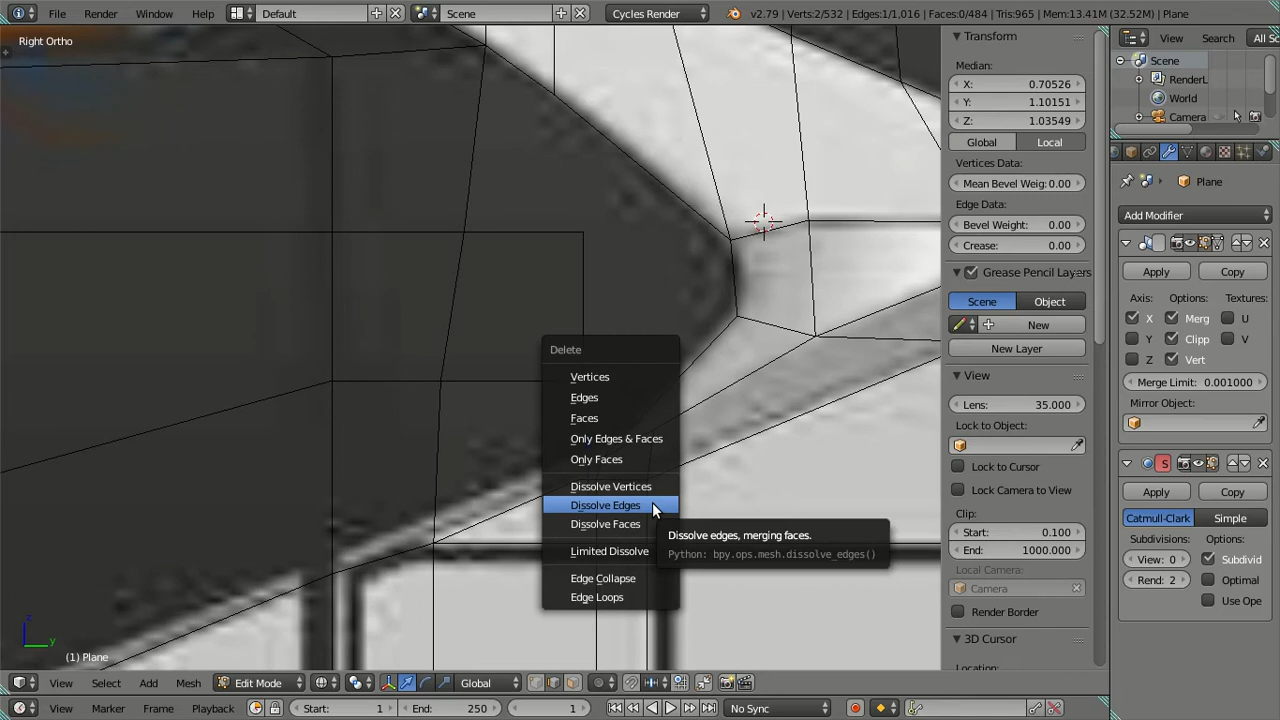 File
Render
Window
Help
Default
Scene
Cycles Render
v2.79 | Verts:2/532 | Edges:1/1,016 | Faces:0/484 | Tris:965 | Mem:13.41M (32.52M) | Plane
Right Ortho
Delete
Vertices
Edges
Faces
Only Edges & Faces
Only Faces
Dissolve Vertices
Dissolve Edges
Dissolve Faces
Limited Dissolve
Edge Collapse
Edge Loops
Dissolve edges, merging faces.
Python: bpy.ops.mesh.dissolve_edges()
z
y
(1) Plane
Transform
Median:
X: 0.70526
Y: 1.10151
Z: 1.03549
Global Local
Vertices Data:
Mean Bevel Weig: 0.00
Edge Data:
Bevel Weight: 0.00
Crease: 0.00
Grease Pencil Layers
Scene Object
New
New Layer
View
Lens: 35.000
Lock to Object:
Lock to Cursor
Lock Camera to View
Clip:
Start: 0.100
End: 1000.000
Local Camera:
Camera
Render Border
3D Cursor
Location:
View Search All Sc
Scene
RenderL
World
Camera
Plane
Add Modifier
Apply Copy
Axis: Options: Textures:
X Merg U
Y Clipp V
Z Vert
Merge Limit: 0.001000
Mirror Object:
S
Apply Copy
Catmull-Clark Simple
Subdivisions: Options:
View: 0 Subdivid
Rend: 2 Optimal
Use Ope
View Select Add Mesh Edit Mode Global
View Marker Frame Playback Start: 1 End: 250 1 No Sync